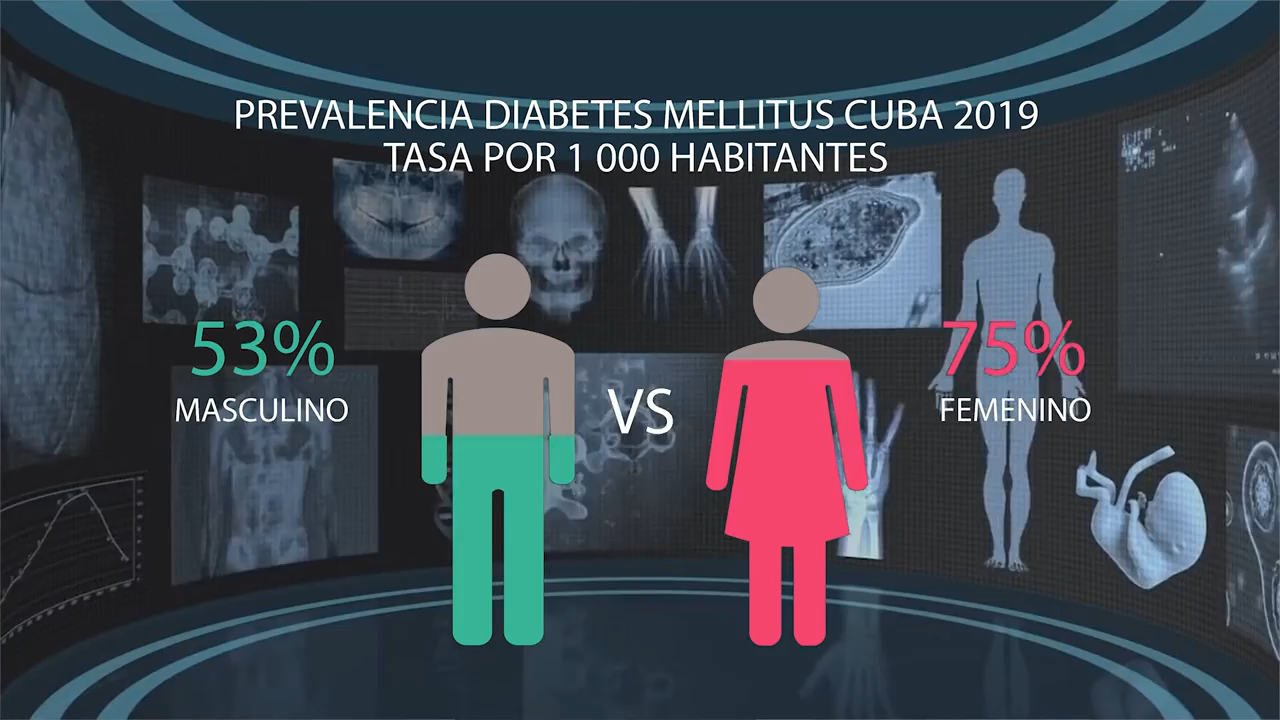 PREVALENCIA DIABETES MELLITUS CUBA 2019
TASA POR 1 000 HABITANTES
53%
MASCULINO
VS
75%
FEMENINO